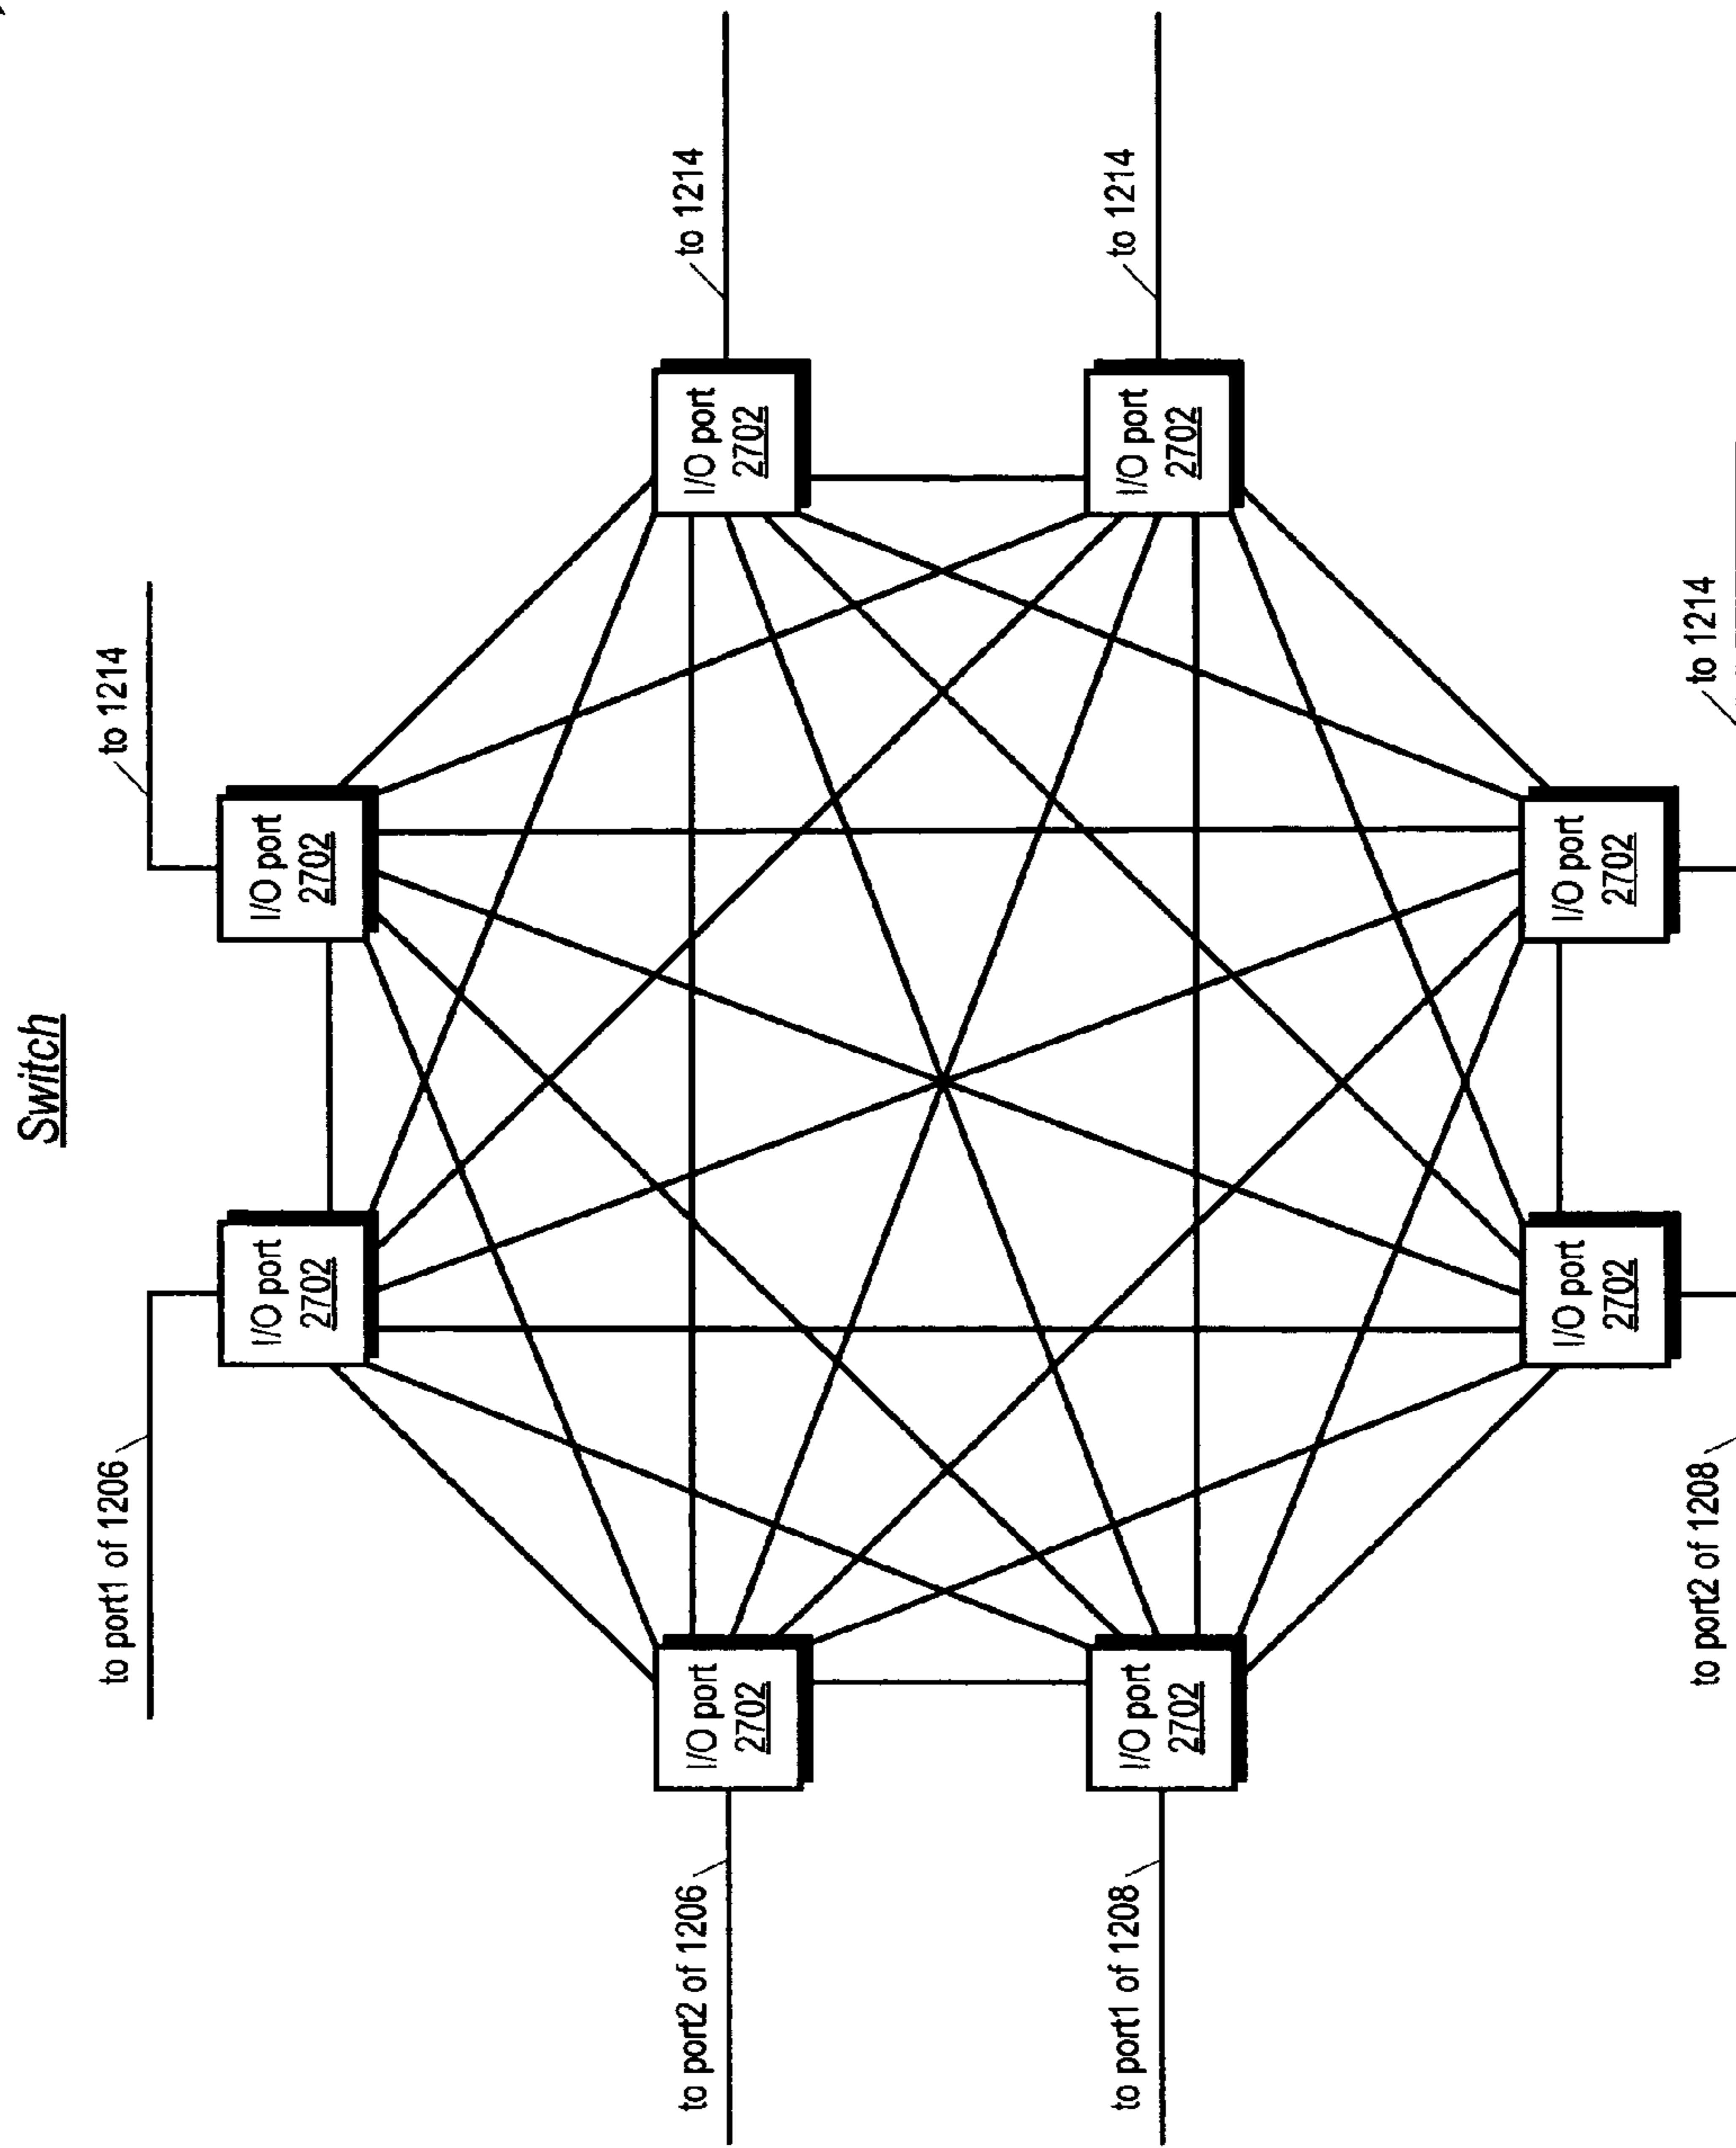 Switch
to port1 of 1206
to 1214
I/O port
2702
I/O port
2702
to port2 of 1206
I/O port
2702
I/O port
2702
to 1214
to port1 of 1208
I/O port
2702
I/O port
2702
to 1214
I/O port
2702
I/O port
2702
to port2 of 1208
to 1214